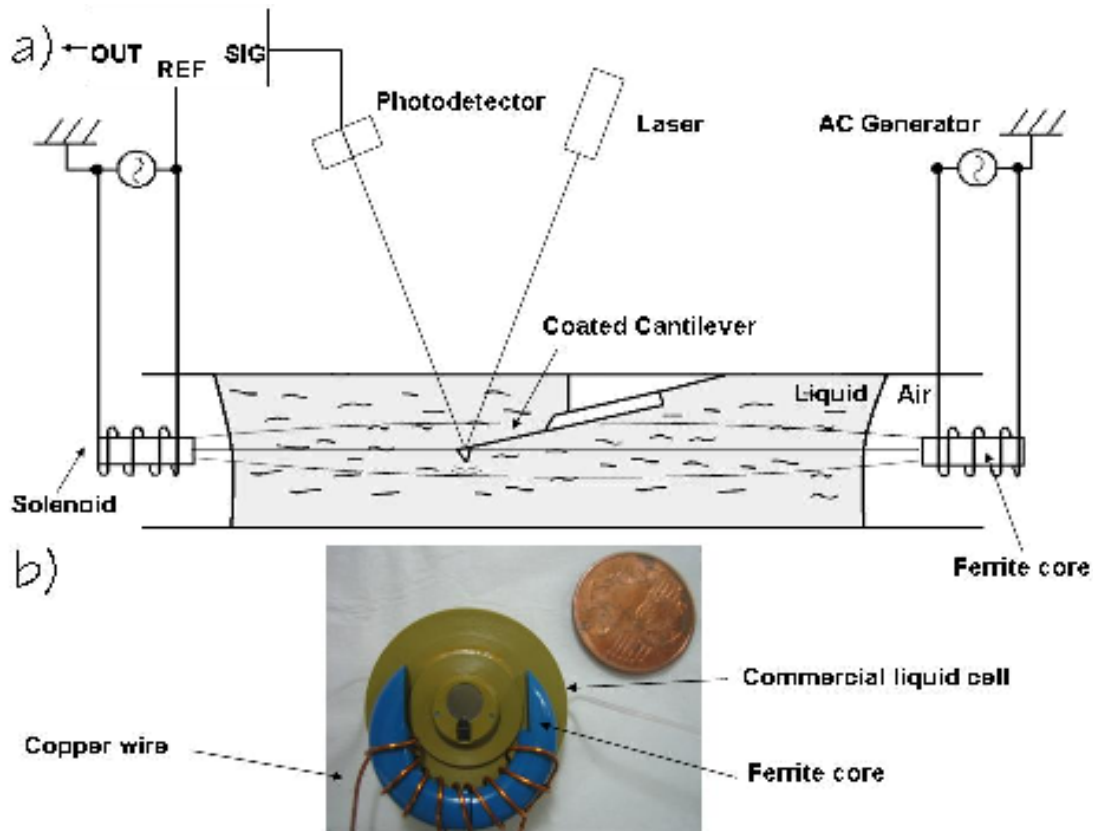 a)
OUT
REF
SIG
Photodetector
Laser
AC Generator
Coated Cantilever
Liquid
Air
Solenoid
Ferrite core
b)
Commercial liquid cell
Copper wire
Ferrite core